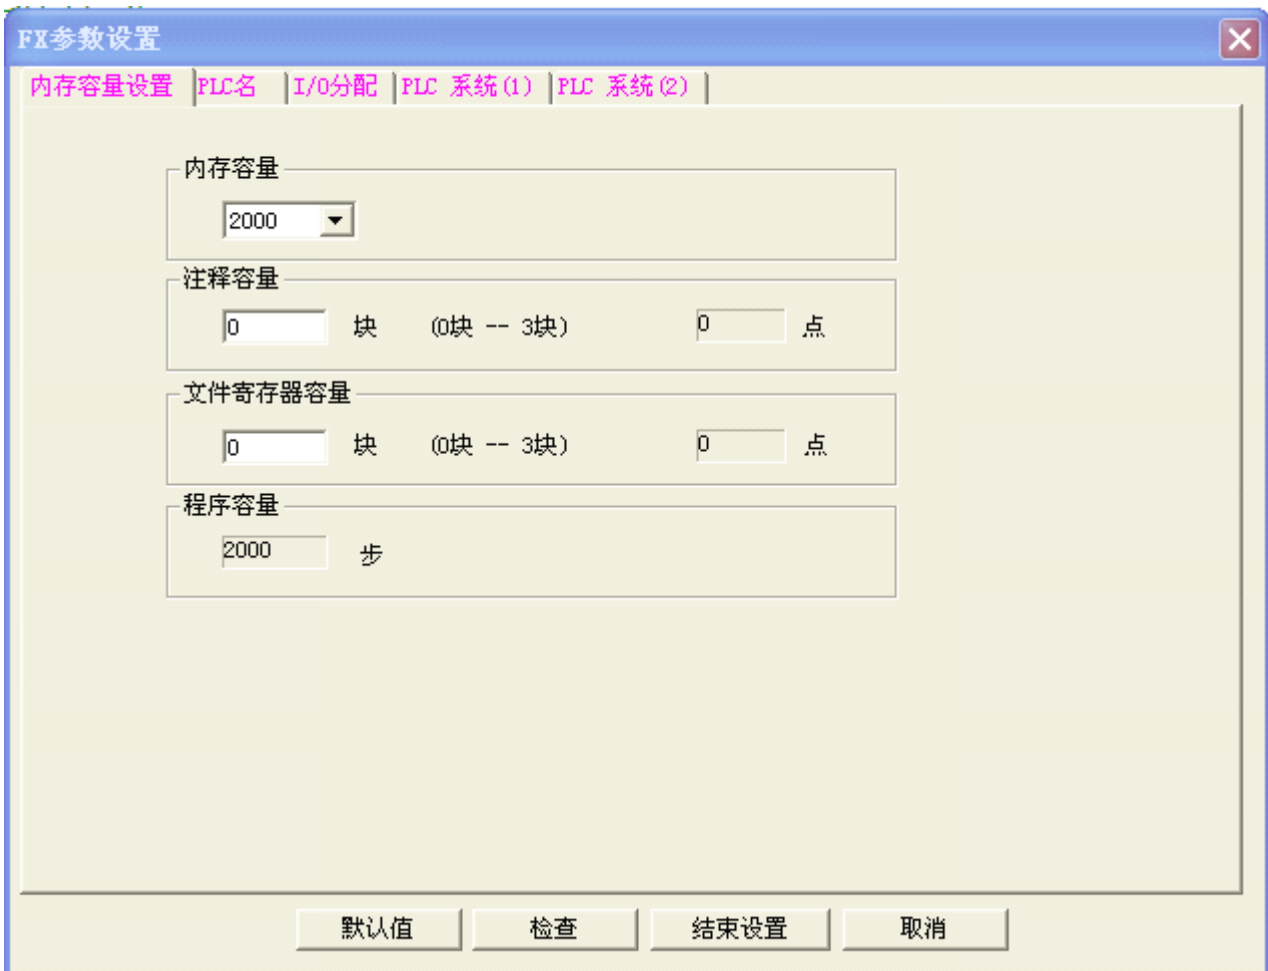 FX参数设置
内存容量设置 PLC名 I/O分配 PLC 系统(1) PLC 系统(2)
内存容量
2000
注释容量
0 块 (0块 -- 3块) 0 点
文件寄存器容量
0 块 (0块 -- 3块) 0 点
程序容量
2000 步
默认值 检查 结束设置 取消